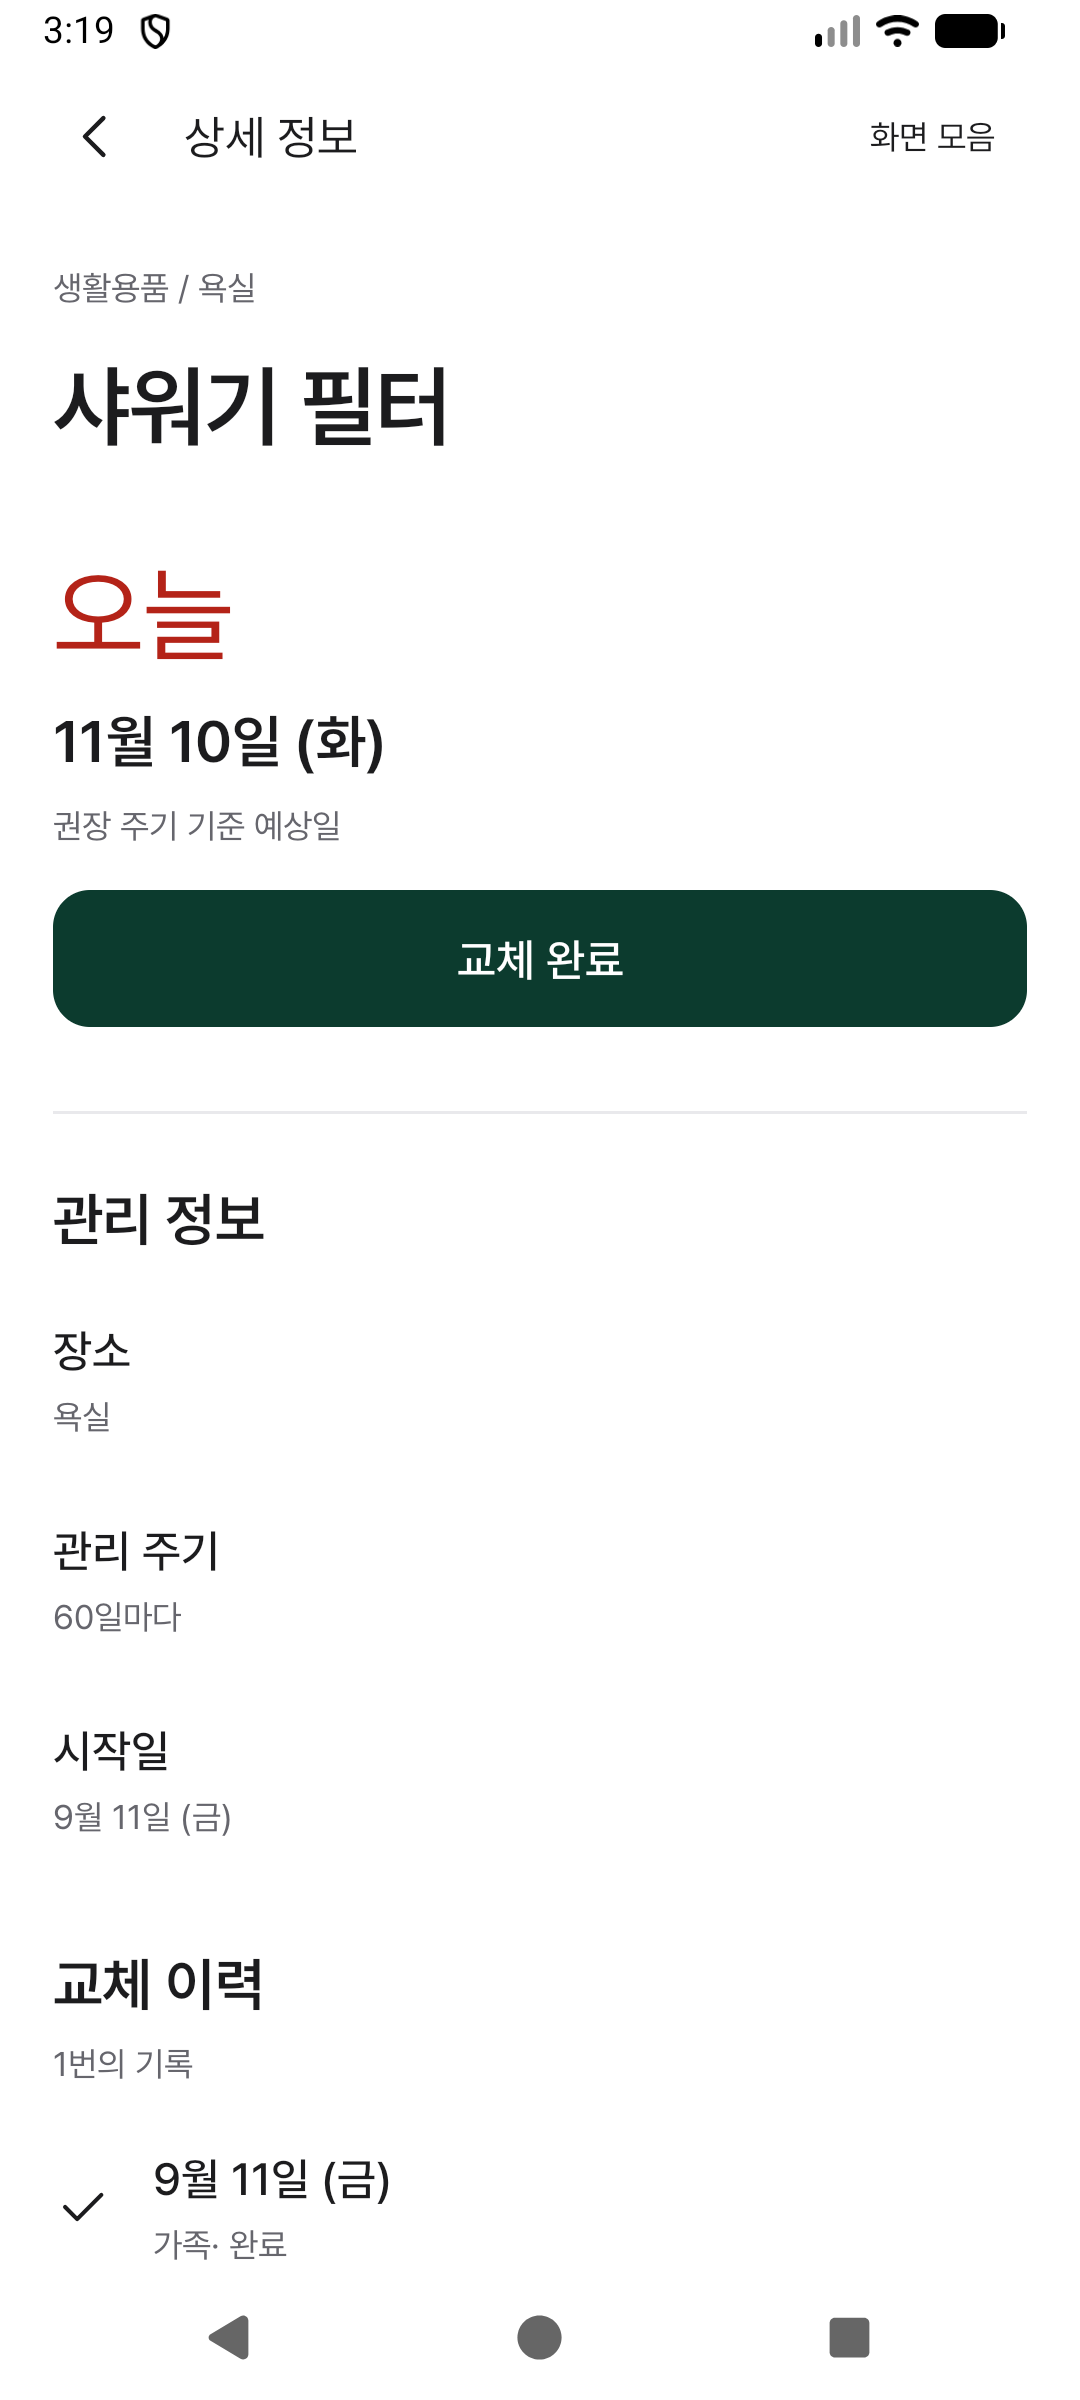 3:19
상세 정보
화면 모음
생활용품 / 욕실
샤워기 필터
오늘
11월 10일 (화)
권장 주기 기준 예상일
교체 완료
관리 정보
장소
욕실
관리 주기
60일마다
시작일
9월 11일 (금)
교체 이력
1번의 기록
9월 11일 (금)
가족· 완료